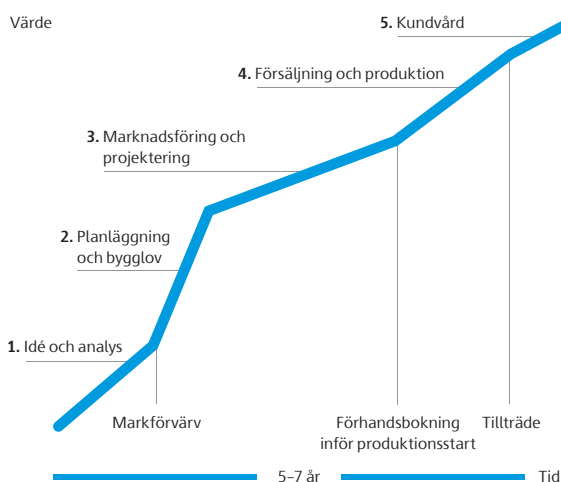 Värde
5. Kundvård
4. Försäljning och produktion
3. Marknadsföring och
projektering
2. Planläggning
och bygglov
1. Idé och analys
Markförvärv
Förhandsbokning
inför produktionsstart
Tillträde
5–7 år
Tid